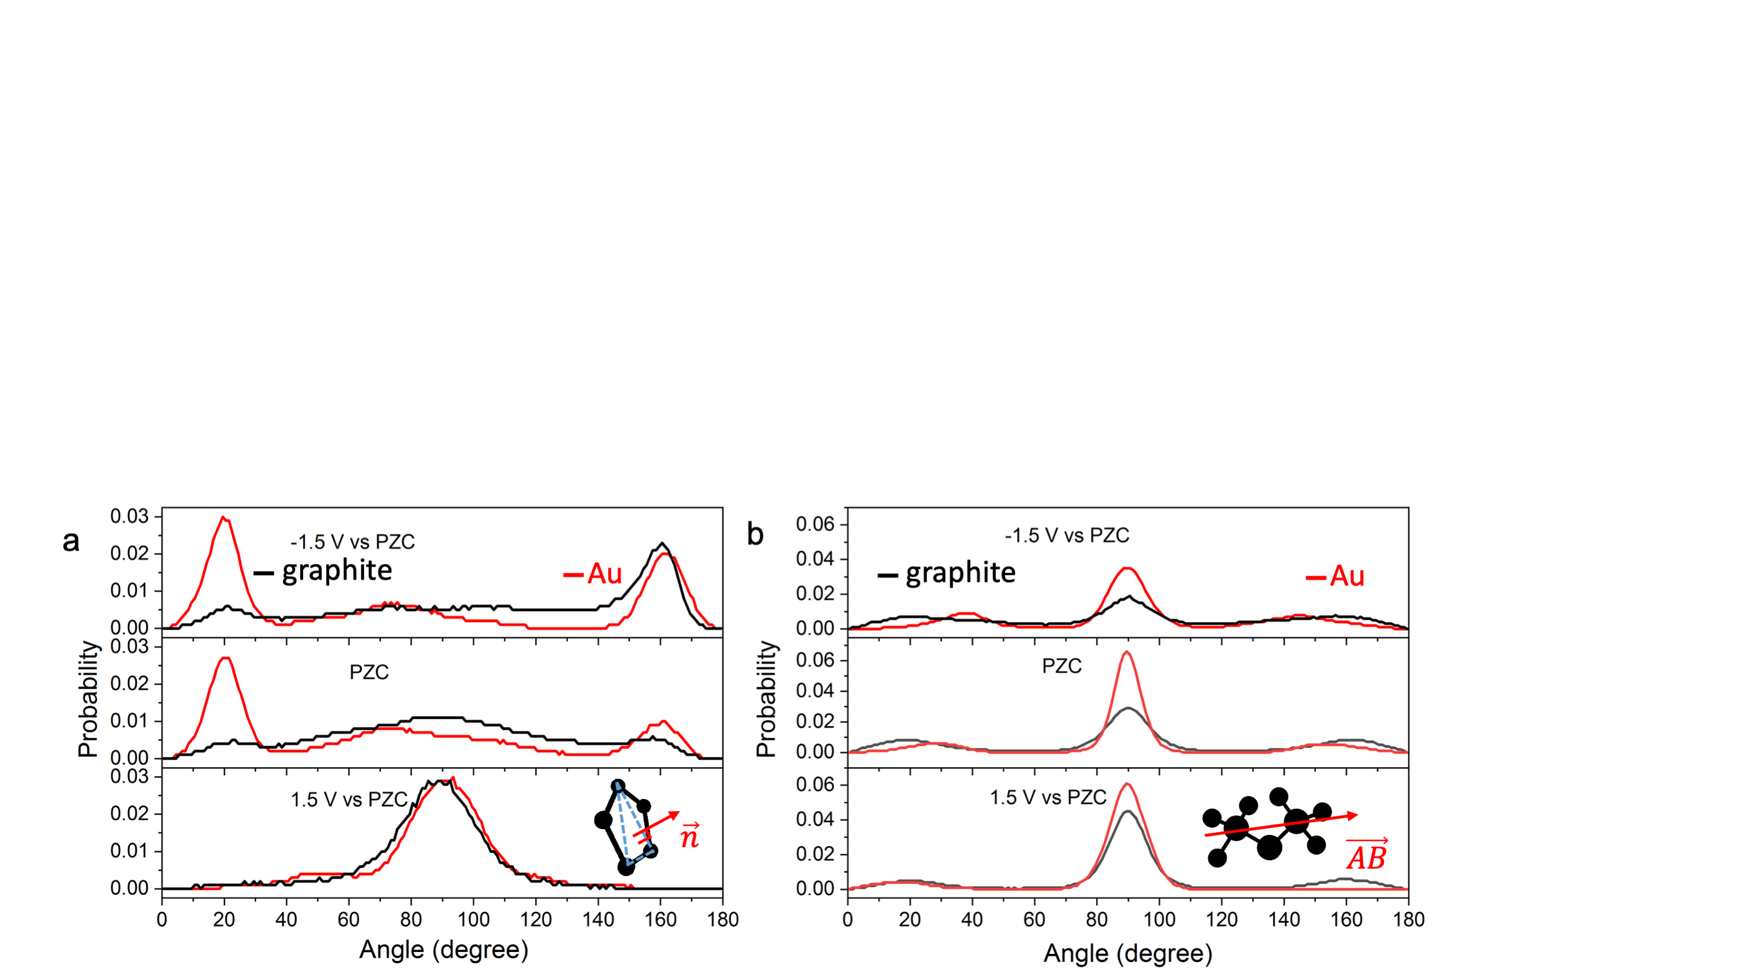 a
Probability
0.03
0.02
0.01
0.00
-1.5 V vs PZC
graphite
Au
0.03
0.02
0.01
0.00
PZC
0.03
0.02
0.01
0.00
1.5 V vs PZC
n
0 20 40 60 80 100 120 140 160 180
Angle (degree)
b
Probability
0.06
0.04
0.02
0.00
-1.5 V vs PZC
graphite
Au
0.06
0.04
0.02
0.00
PZC
0.06
0.04
0.02
0.00
1.5 V vs PZC
AB
0 20 40 60 80 100 120 140 160 180
Angle (degree)